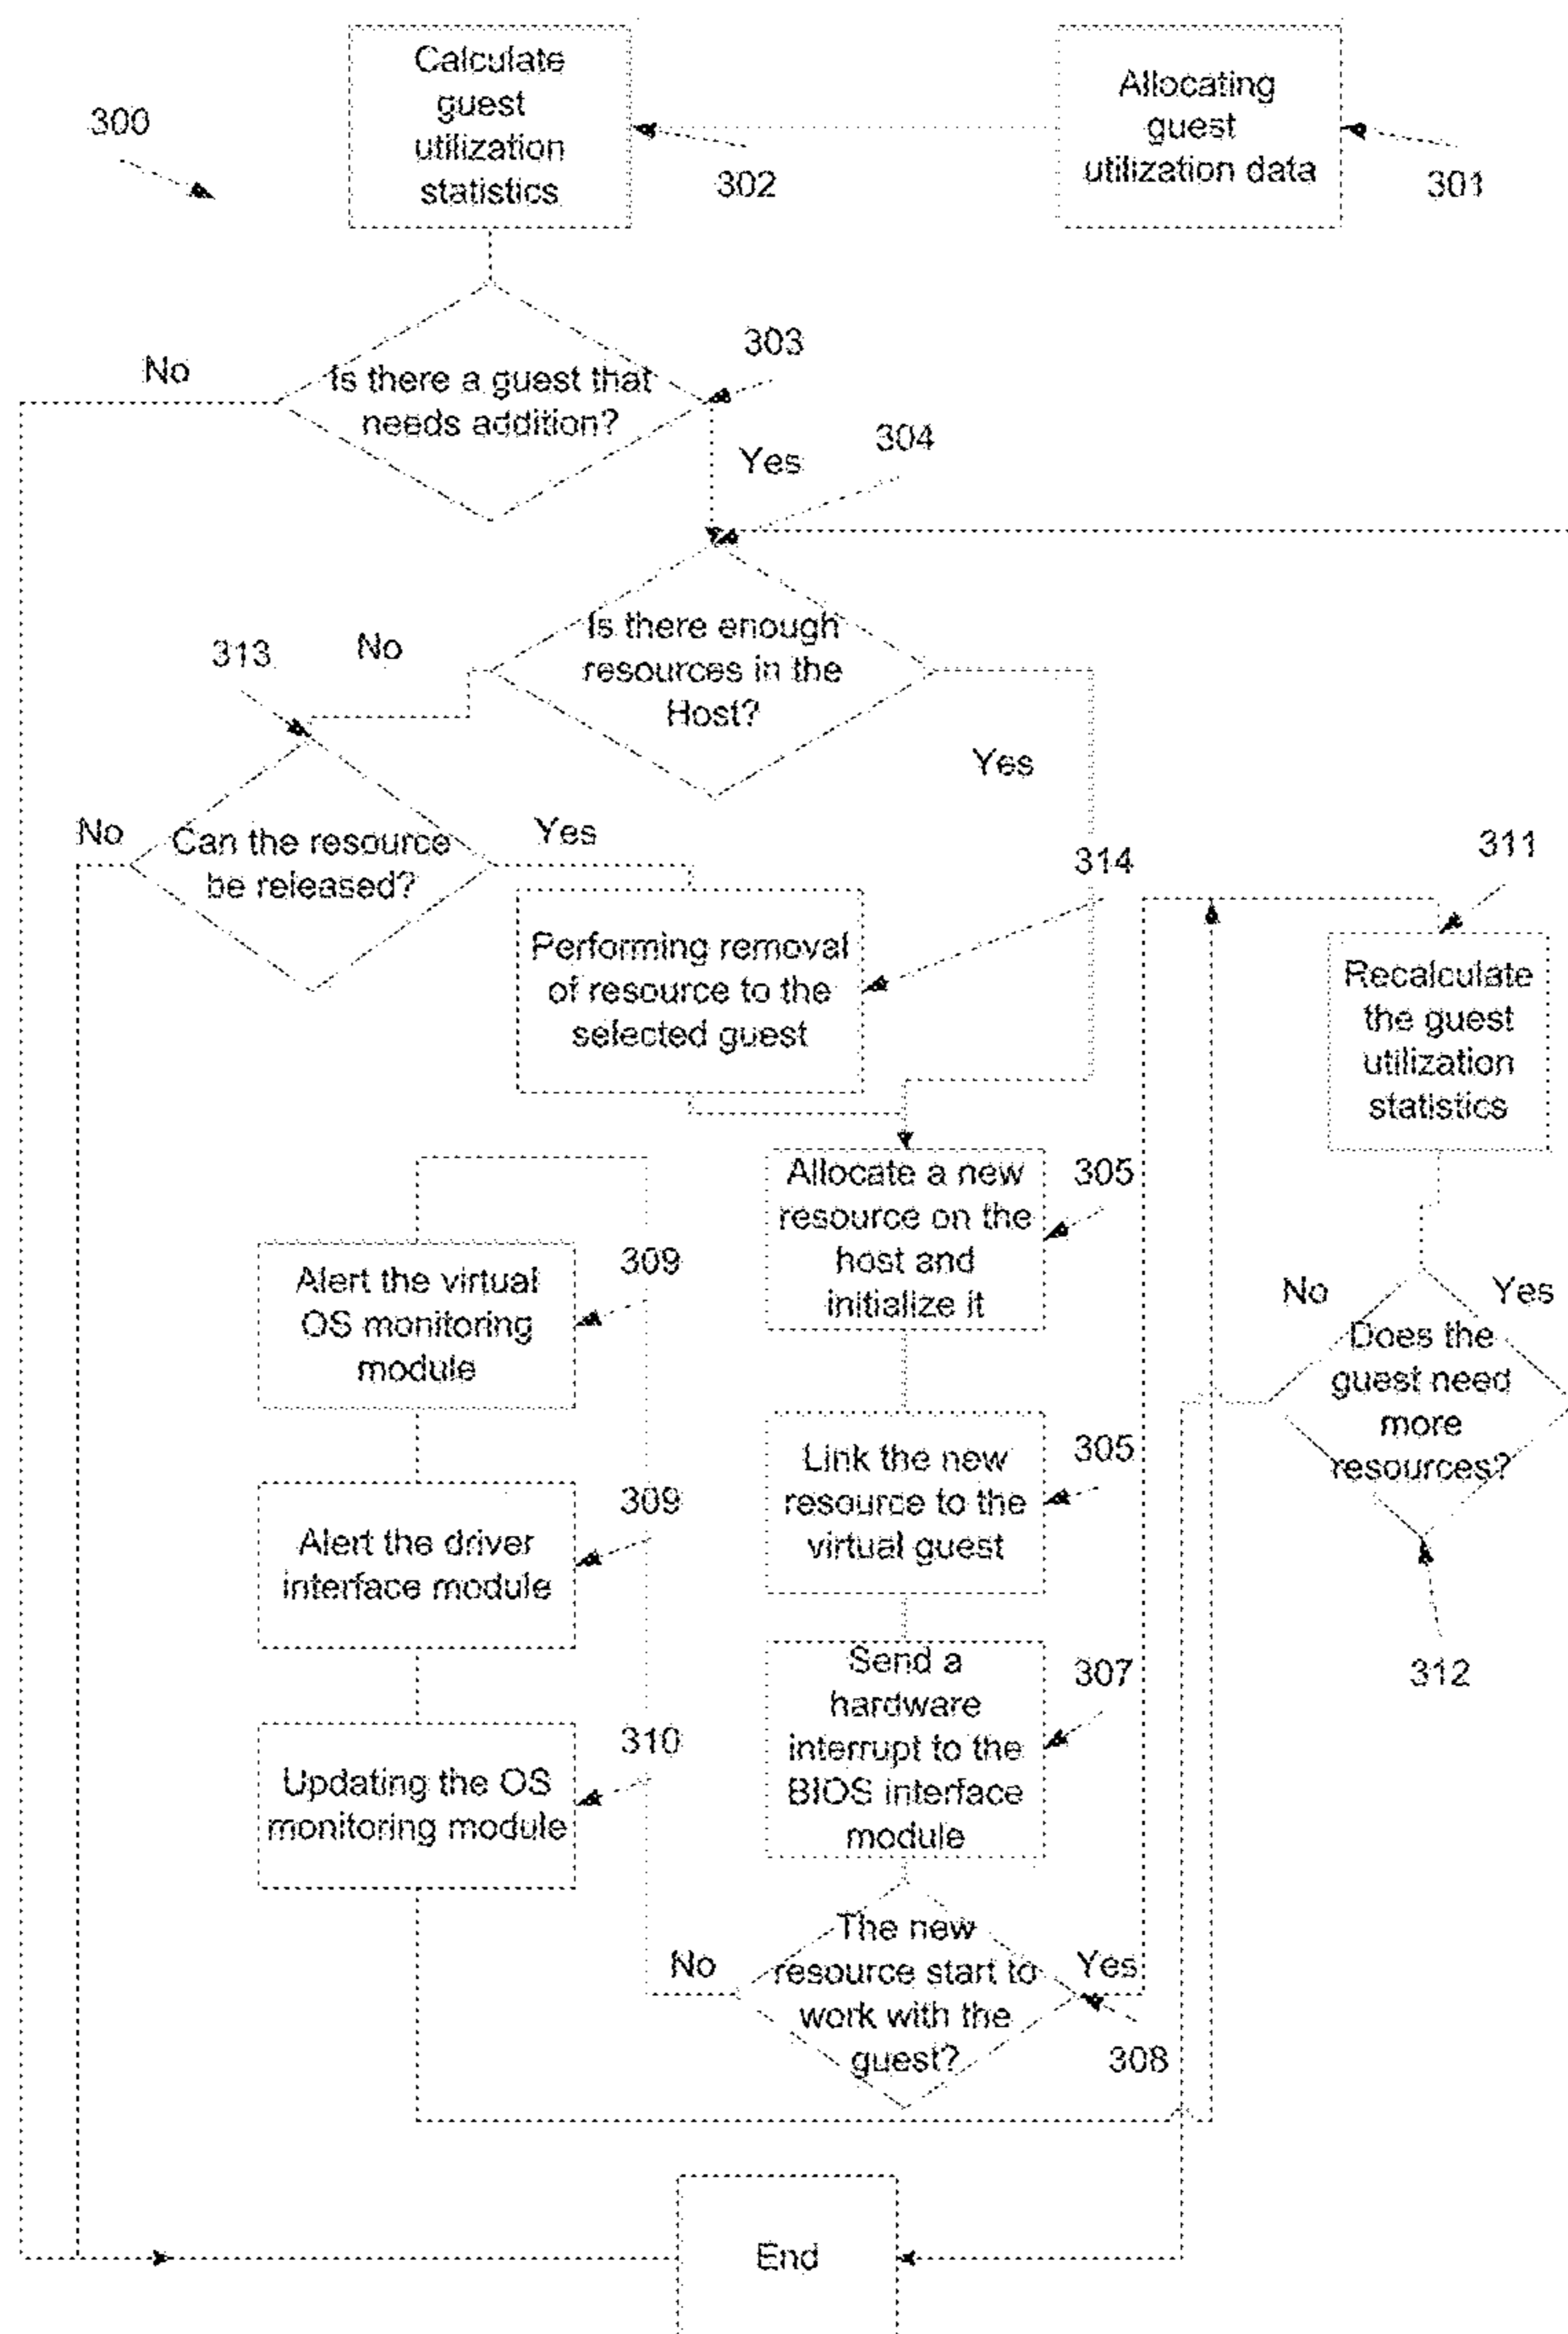 Calculate
guest
utilization
statistics
Allocating
guest
utilization data
300
302
301
303
No
Is there a guest that
needs addition?
304
Yes
Is there enough
resources in the
Host?
313
No
Yes
No
Can the resource
be released?
Yes
314
311
Performing removal
of resource to the
selected guest
Recalculate
the guest
utilization
statistics
Allocate a new
resource on the
host and
initialize it
305
309
Alert the virtual
OS monitoring
module
No
Yes
Does the
guest need
more
resources?
Link the new
resource to the
virtual guest
305
309
Alert the driver
interface module
Send a
hardware
interrupt to the
BIOS interface
module
307
312
310
Updating the OS
monitoring module
The new
resource start to
work with the
guest?
No
Yes
308
End